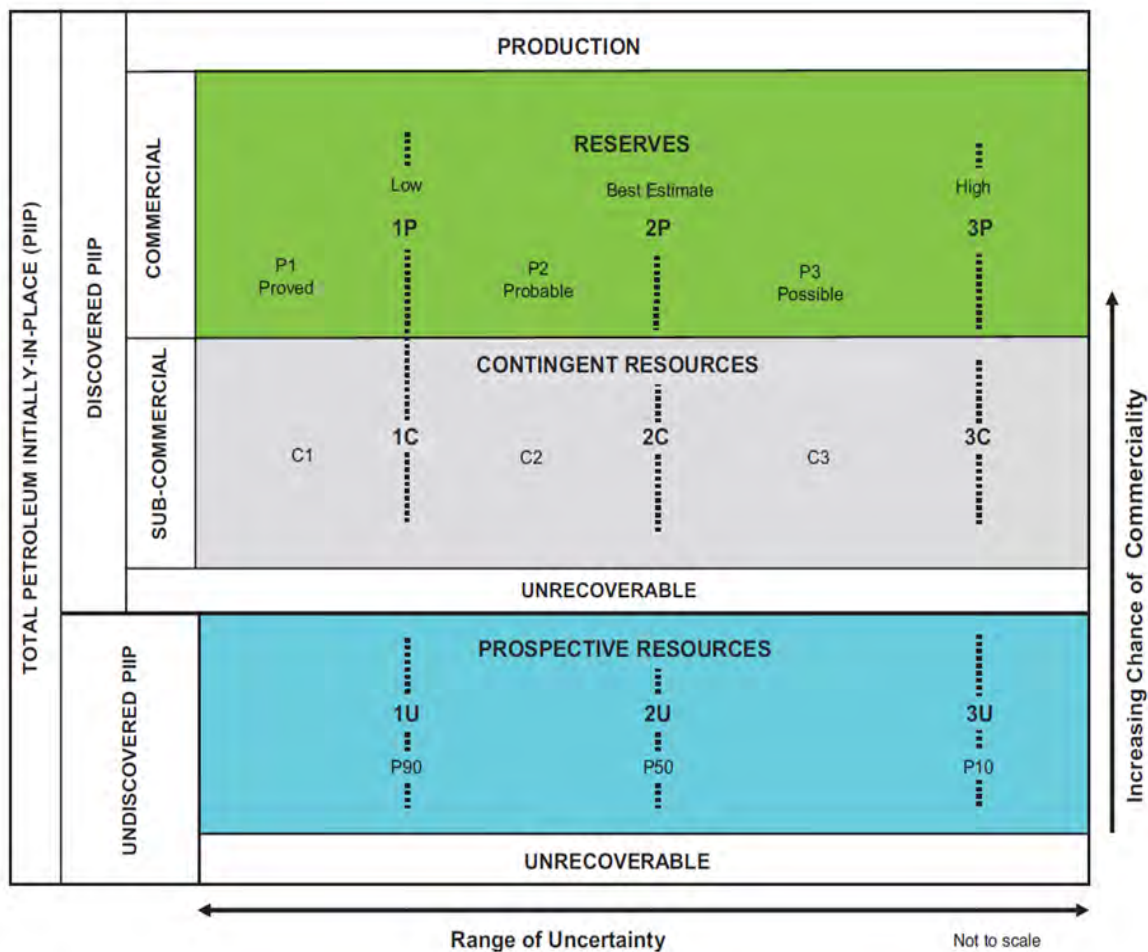 PRODUCTION
RESERVES
Low
Best Estimate
High
1P
2P
3P
P1
Proved
P2
Probable
P3
Possible
CONTINGENT RESOURCES
1C
2C
3C
C1
C2
C3
UNRECOVERABLE
PROSPECTIVE RESOURCES
1U
2U
3U
P90
P50
P10
UNRECOVERABLE
TOTAL PETROLEUM INITIALLY-IN-PLACE (PIIP)
DISCOVERED PIIP
UNDISCOVERED PIIP
COMMERCIAL
SUB-COMMERCIAL
Increasing Chance of Commerciality
Range of Uncertainty
Not to scale